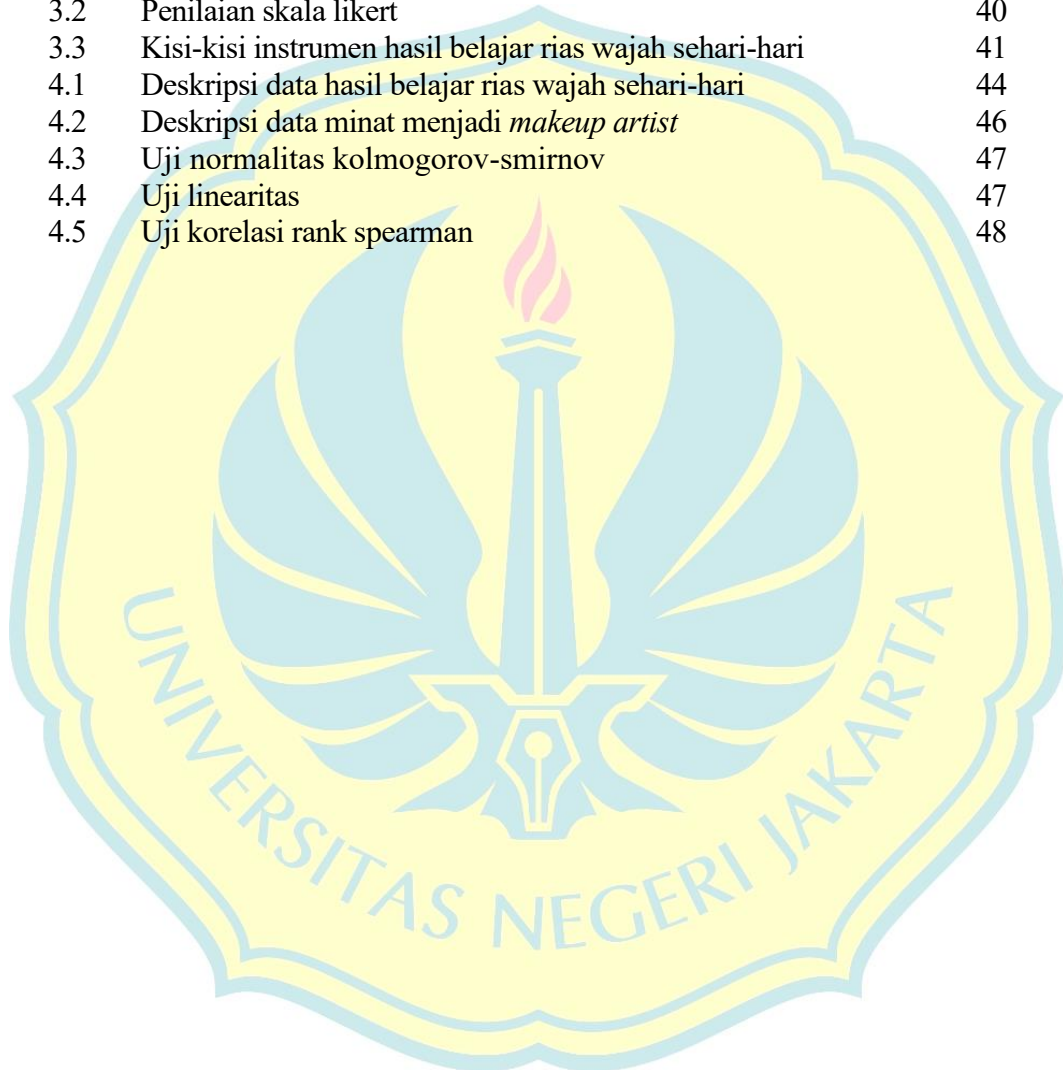 3.2 Penilaian skala likert 40
3.3 Kisi-kisi instrumen hasil belajar rias wajah sehari-hari 41
4.1 Deskripsi data hasil belajar rias wajah sehari-hari 44
4.2 Deskripsi data minat menjadi makeup artist 46
4.3 Uji normalitas kolmogorov-smirnov 47
4.4 Uji linearitas 47
4.5 Uji korelasi rank spearman 48
UNIVERSITAS NEGERI JAKARTA